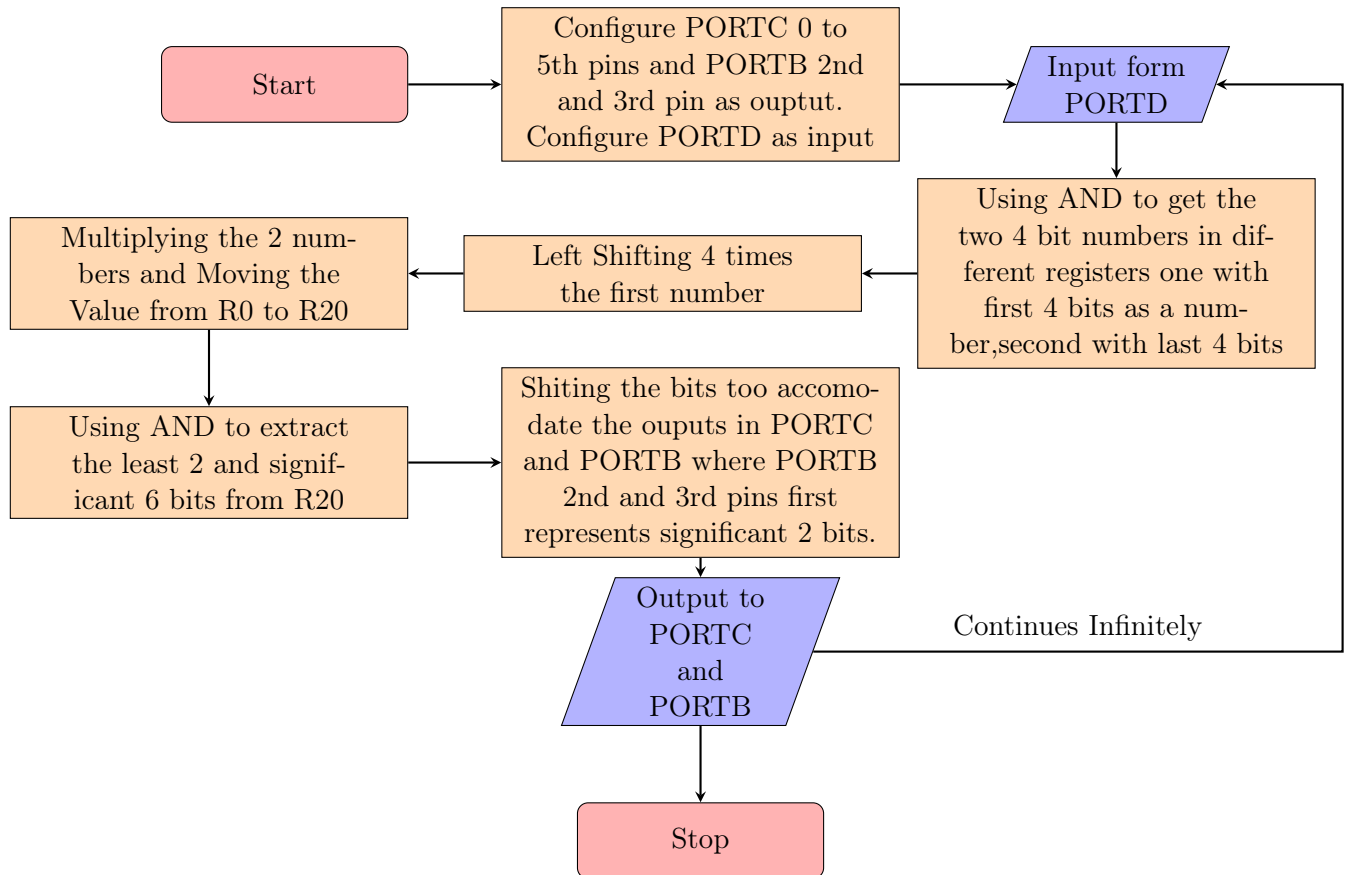 Start
Configure PORTC 0 to
5th pins and PORTB 2nd
and 3rd pin as ouptut.
Configure PORTD as input
Input form
PORTD
Using AND to get the
two 4 bit numbers in dif-
ferent registers one with
first 4 bits as a num-
ber,second with last 4 bits
Left Shifting 4 times
the first number
Multiplying the 2 num-
bers and Moving the
Value from R0 to R20
Using AND to extract
the least 2 and signif-
icant 6 bits from R20
Shiting the bits too accomo-
date the ouputs in PORTC
and PORTB where PORTB
2nd and 3rd pins first
represents significant 2 bits.
Output to
PORTC
and
PORTB
Continues Infinitely
Stop